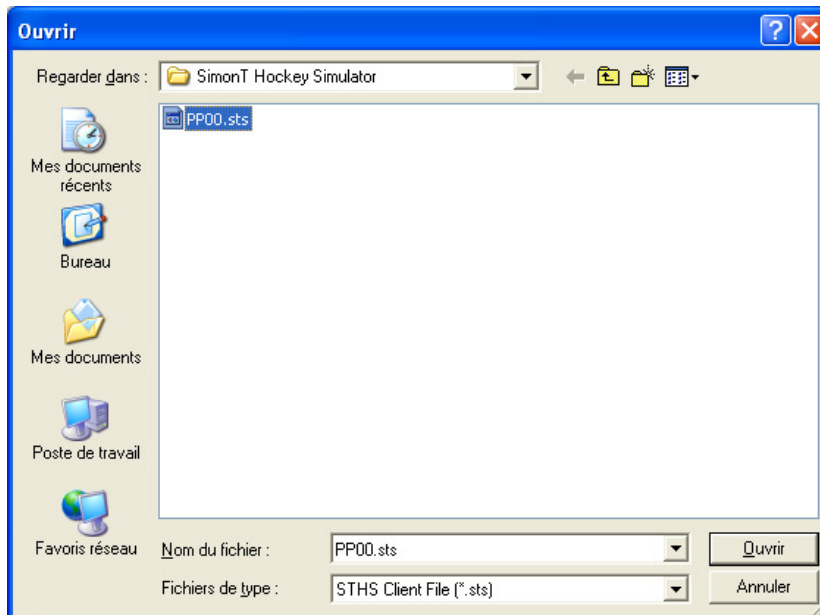 Ouvrir
Regarder dans :
SimonT Hockey Simulator
PP00.sts
Mes documents
récents
Bureau
Mes documents
Poste de travail
Favoris réseau
Nom du fichier :
PP00.sts
Ouvrir
Fichiers de type :
STHS Client File (*.sts)
Annuler